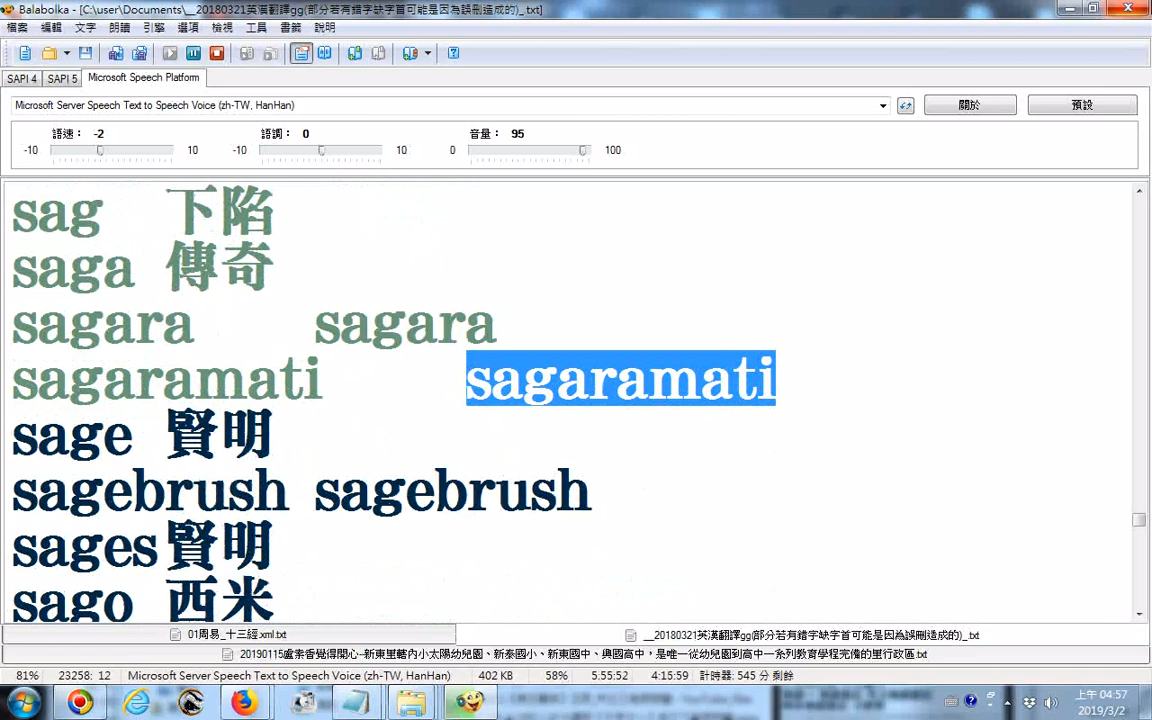 Balabolka - [C:\user\Documents\__20180321英漢翻譯gg(部分若有錯字缺字首可能是因為誤刪造成的)_.txt]
檔案 編輯 文字 朗讀 引擎 選項 檢視 工具 書籤 說明
SAPI 4 SAPI 5 Microsoft Speech Platform
Microsoft Server Speech Text to Speech Voice (zh-TW, HanHan) 關於 預設
語速： -2 語調： 0 音量： 95
-10 10 -10 10 0 100
sag 下陷
saga 傳奇
sagara sagara
sagaramati sagaramati
sage 賢明
sagebrush sagebrush
sages 賢明
sago 西米
01周易_十三經.xml.txt __20180321英漢翻譯gg(部分若有錯字缺字首可能是因為誤刪造成的)_.txt
20190115盧素香覺得開心─新東里轄內小太陽幼兒園、新泰國小、新東國中、興國高中，是唯一從幼兒園到高中一系列教育學程完備的里行政區.txt
81% 23258: 12 Microsoft Server Speech Text to Speech Voice (zh-TW, HanHan) 402 KB 58% 5:55:52 4:15:59 計時器: 545 分 剩餘
上午 04:57
2019/3/2